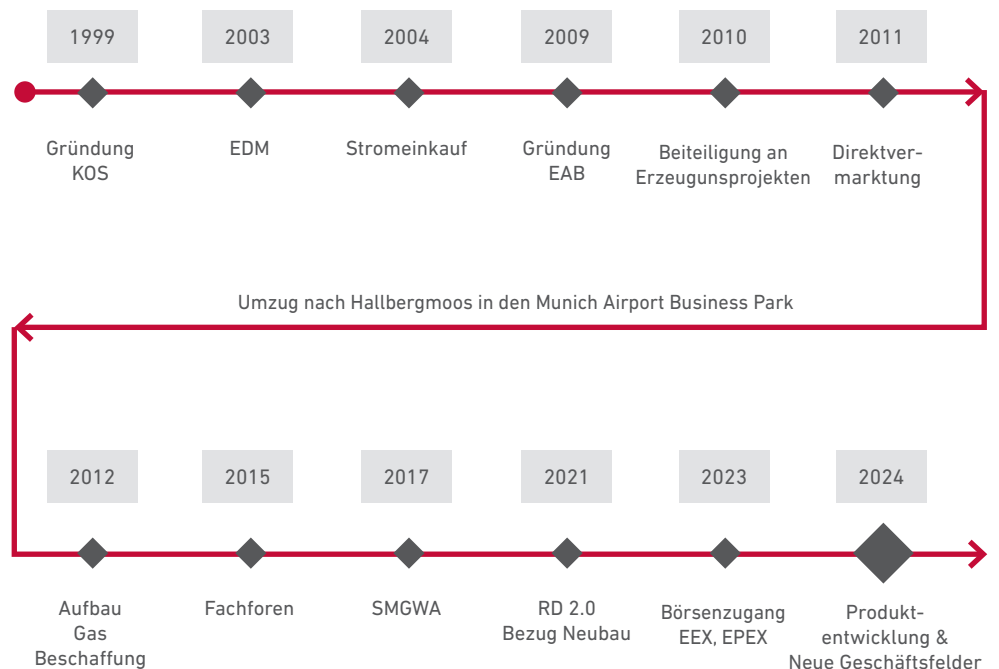 1999
2003
2004
2009
2010
2011
Gründung
KOS
EDM
Stromeinkauf
Gründung
EAB
Beiteiligung an
Erzeugunsprojekten
Direktver-
marktung
Umzug nach Hallbergmoos in den Munich Airport Business Park
2012
2015
2017
2021
2023
2024
Aufbau
Gas
Beschaffung
Fachforen
SMGWA
RD 2.0
Bezug Neubau
Börsenzugang
EEX, EPEX
Produkt-
entwicklung &
Neue Geschäftsfelder